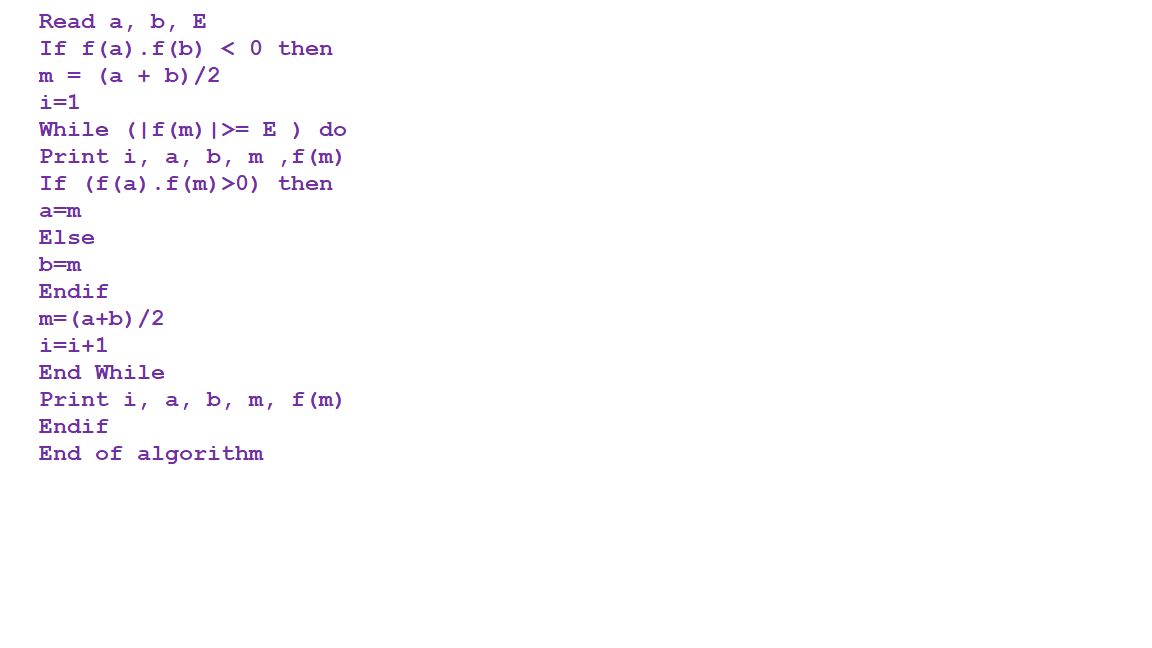 Read a, b, E
If f(a).f(b) < 0 then
m = (a + b)/2
i=1
While (|f(m)|>= E ) do
Print i, a, b, m ,f(m)
If (f(a).f(m)>0) then
a=m
Else
b=m
Endif
m=(a+b)/2
i=i+1
End While
Print i, a, b, m, f(m)
Endif
End of algorithm